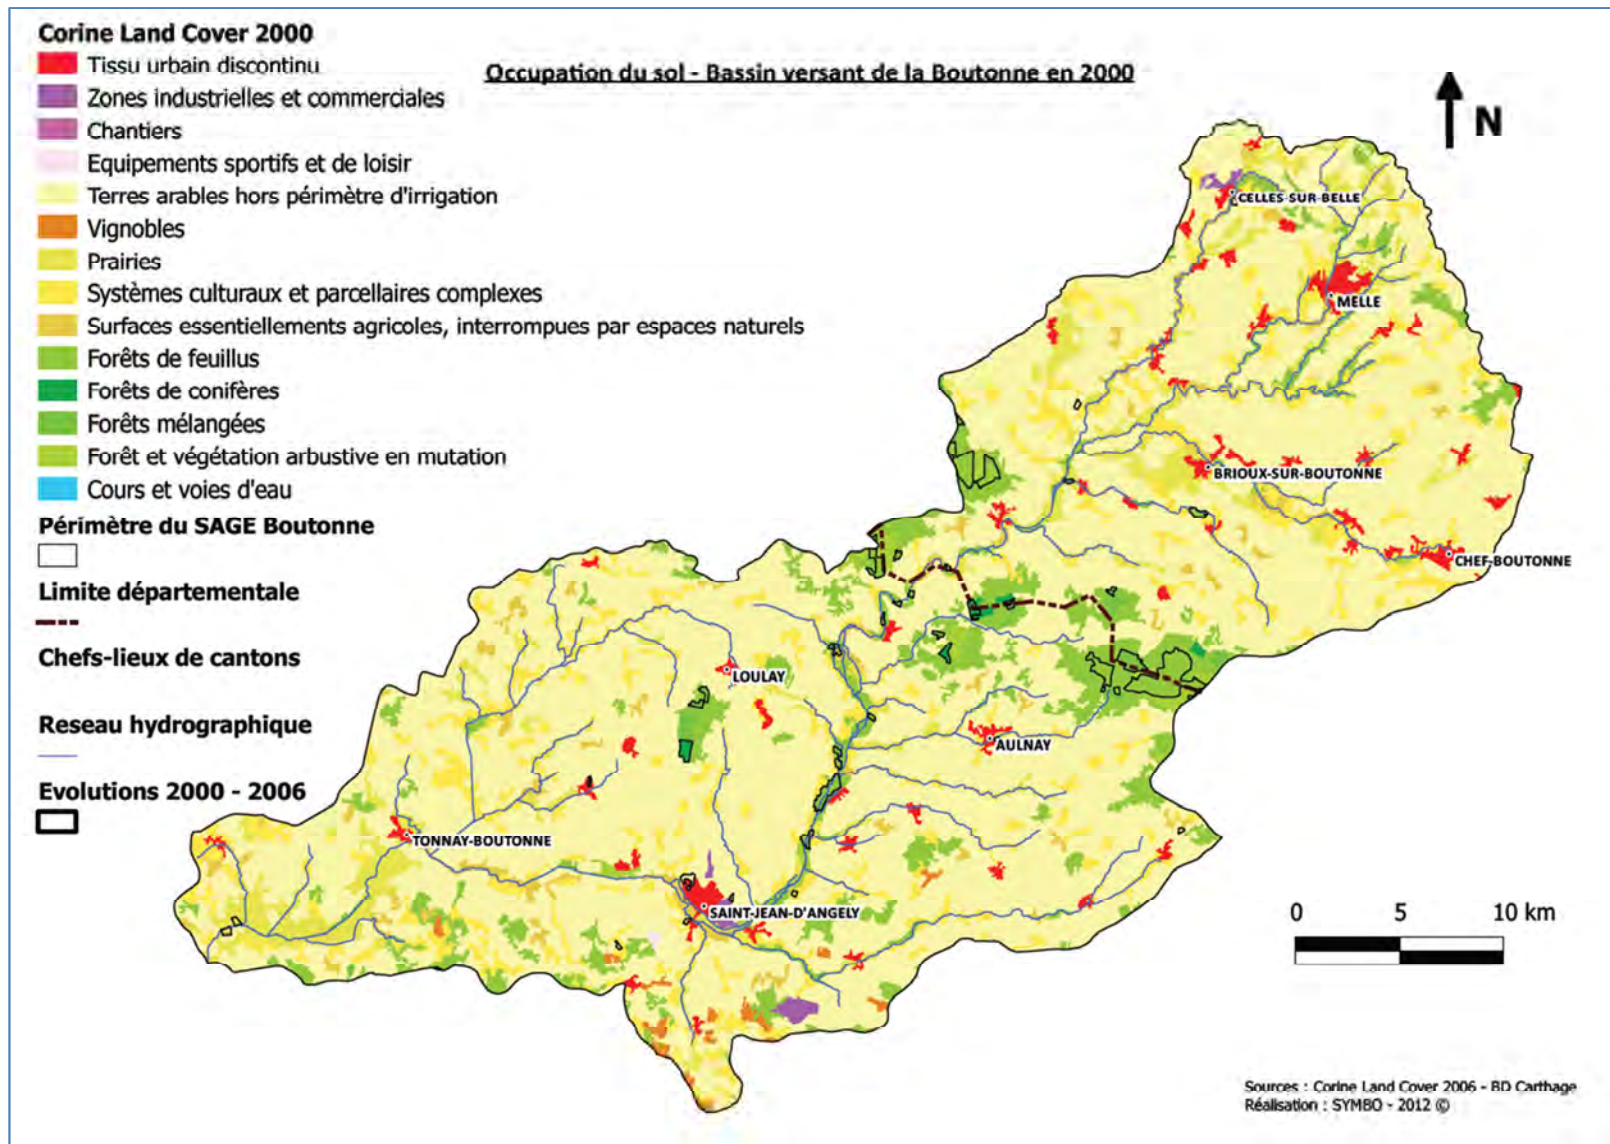 Corine Land Cover 2000
Tissu urbain discontinu
Zones industrielles et commerciales
Chantiers
Equipements sportifs et de loisir
Terres arables hors périmètre d'irrigation
Vignobles
Prairies
Systèmes culturaux et parcellaires complexes
Surfaces essentiellements agricoles, interrompues par espaces naturels
Forêts de feuillus
Forêts de conifères
Forêts mélangées
Forêt et végétation arbustive en mutation
Cours et voies d'eau
Périmètre du SAGE Boutonne
Limite départementale
Chefs-lieux de cantons
Reseau hydrographique
Evolutions 2000 - 2006
Occupation du sol - Bassin versant de la Boutonne en 2000
N
CELLES-SUR-BELLE
MELLE
BRIOUX-SUR-BOUTONNE
CHEF-BOUTONNE
LOULAY
AULNAY
TONNAY-BOUTONNE
SAINT-JEAN-D'ANGELY
0 5 10 km
Sources : Corine Land Cover 2006 - BD Carthage
Réalisation : SYMBO - 2012 ©